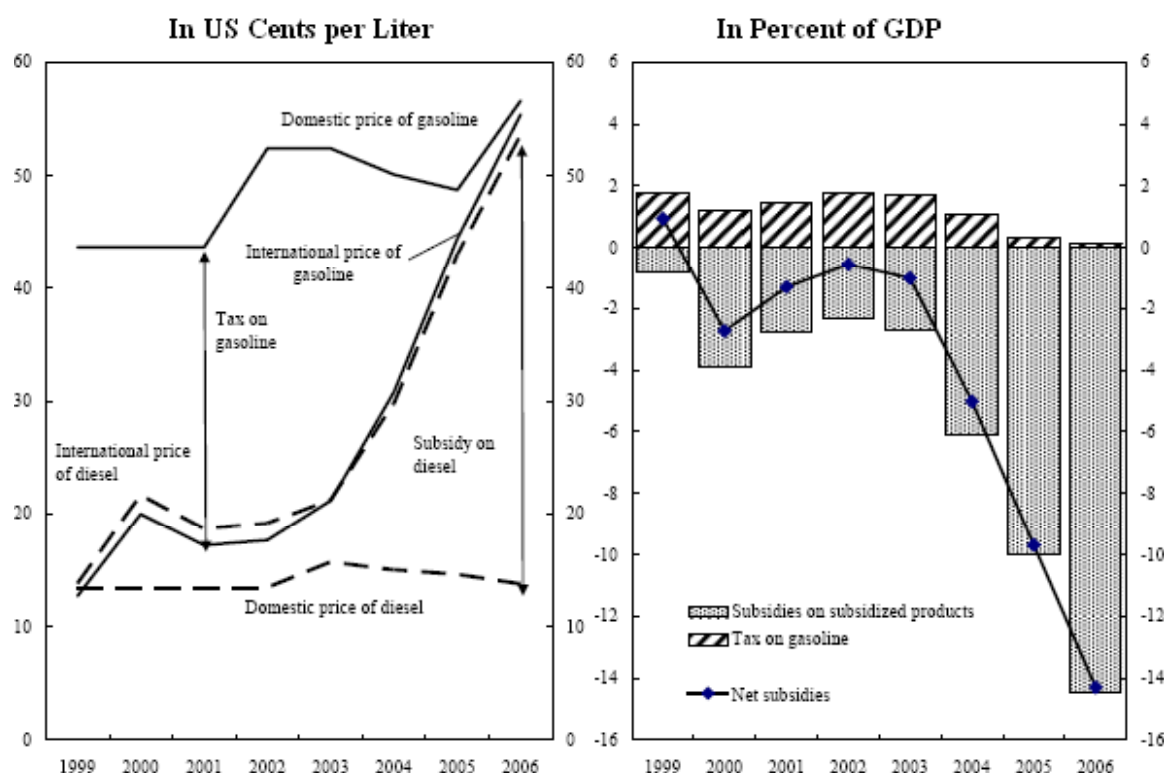 In US Cents per Liter
60
50
40
30
20
10
0
60
50
40
30
20
10
0
Domestic price of gasoline
International price of
gasoline
Tax on
gasoline
International price
of diesel
Subsidy on
diesel
Domestic price of diesel
1999 2000 2001 2002 2003 2004 2005 2006
In Percent of GDP
6
4
2
0
-2
-4
-6
-8
-10
-12
-14
-16
6
4
2
0
-2
-4
-6
-8
-10
-12
-14
-16
Subsidies on subsidized products
Tax on gasoline
Net subsidies
1999 2000 2001 2002 2003 2004 2005 2006